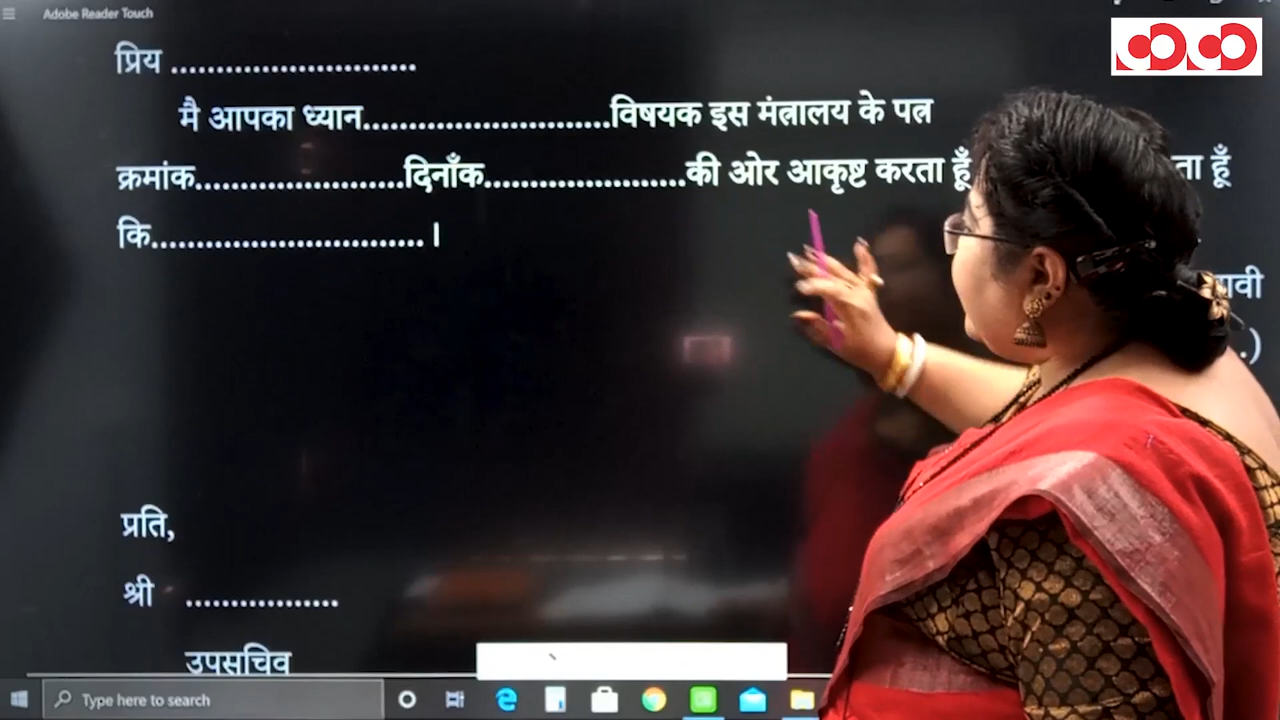 Adobe Reader Touch
प्रिय ...........................
मै आपका ध्यान...........................विषयक इस मंत्रालय के पत्र
क्रमांक.......................दिनाँक......................की ओर आकृष्ट करता हूँ ता हूँ
कि.............................. ।
वी
.)
प्रति,
श्री .................
उपसचिव
Type here to search